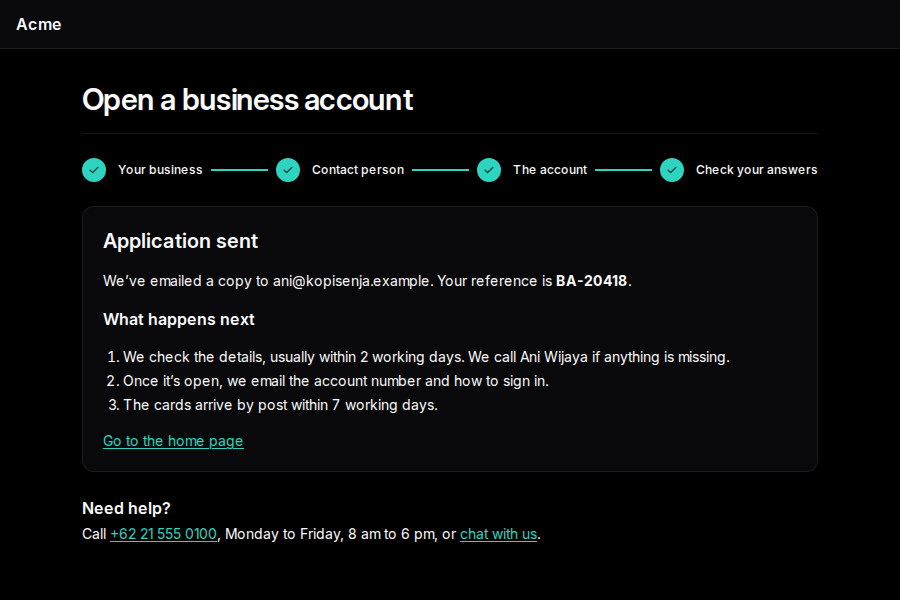 Acme
Open a business account
Your business
Contact person
The account
Check your answers
Application sent
We’ve emailed a copy to ani@kopisenja.example. Your reference is BA-20418.
What happens next
1. We check the details, usually within 2 working days. We call Ani Wijaya if anything is missing.
2. Once it’s open, we email the account number and how to sign in.
3. The cards arrive by post within 7 working days.
Go to the home page
Need help?
Call +62 21 555 0100, Monday to Friday, 8 am to 6 pm, or chat with us.